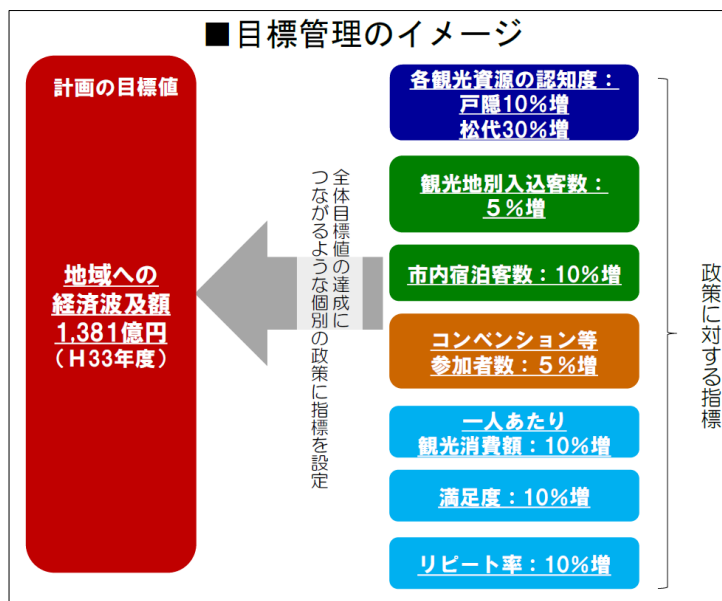 ■目標管理のイメージ
計画の目標値
地域への
経済波及額
1,381億円
（Ｈ33年度）
全体目標値の達成に
つながるような個別の政策に指標を設定
各観光資源の認知度：
戸隠10％増
松代30％増
観光地別入込客数：
５％増
市内宿泊客数：10％増
コンベンション等
参加者数：５％増
一人あたり
観光消費額：10％増
満足度：10％増
リピート率：10％増
政策に対する指標